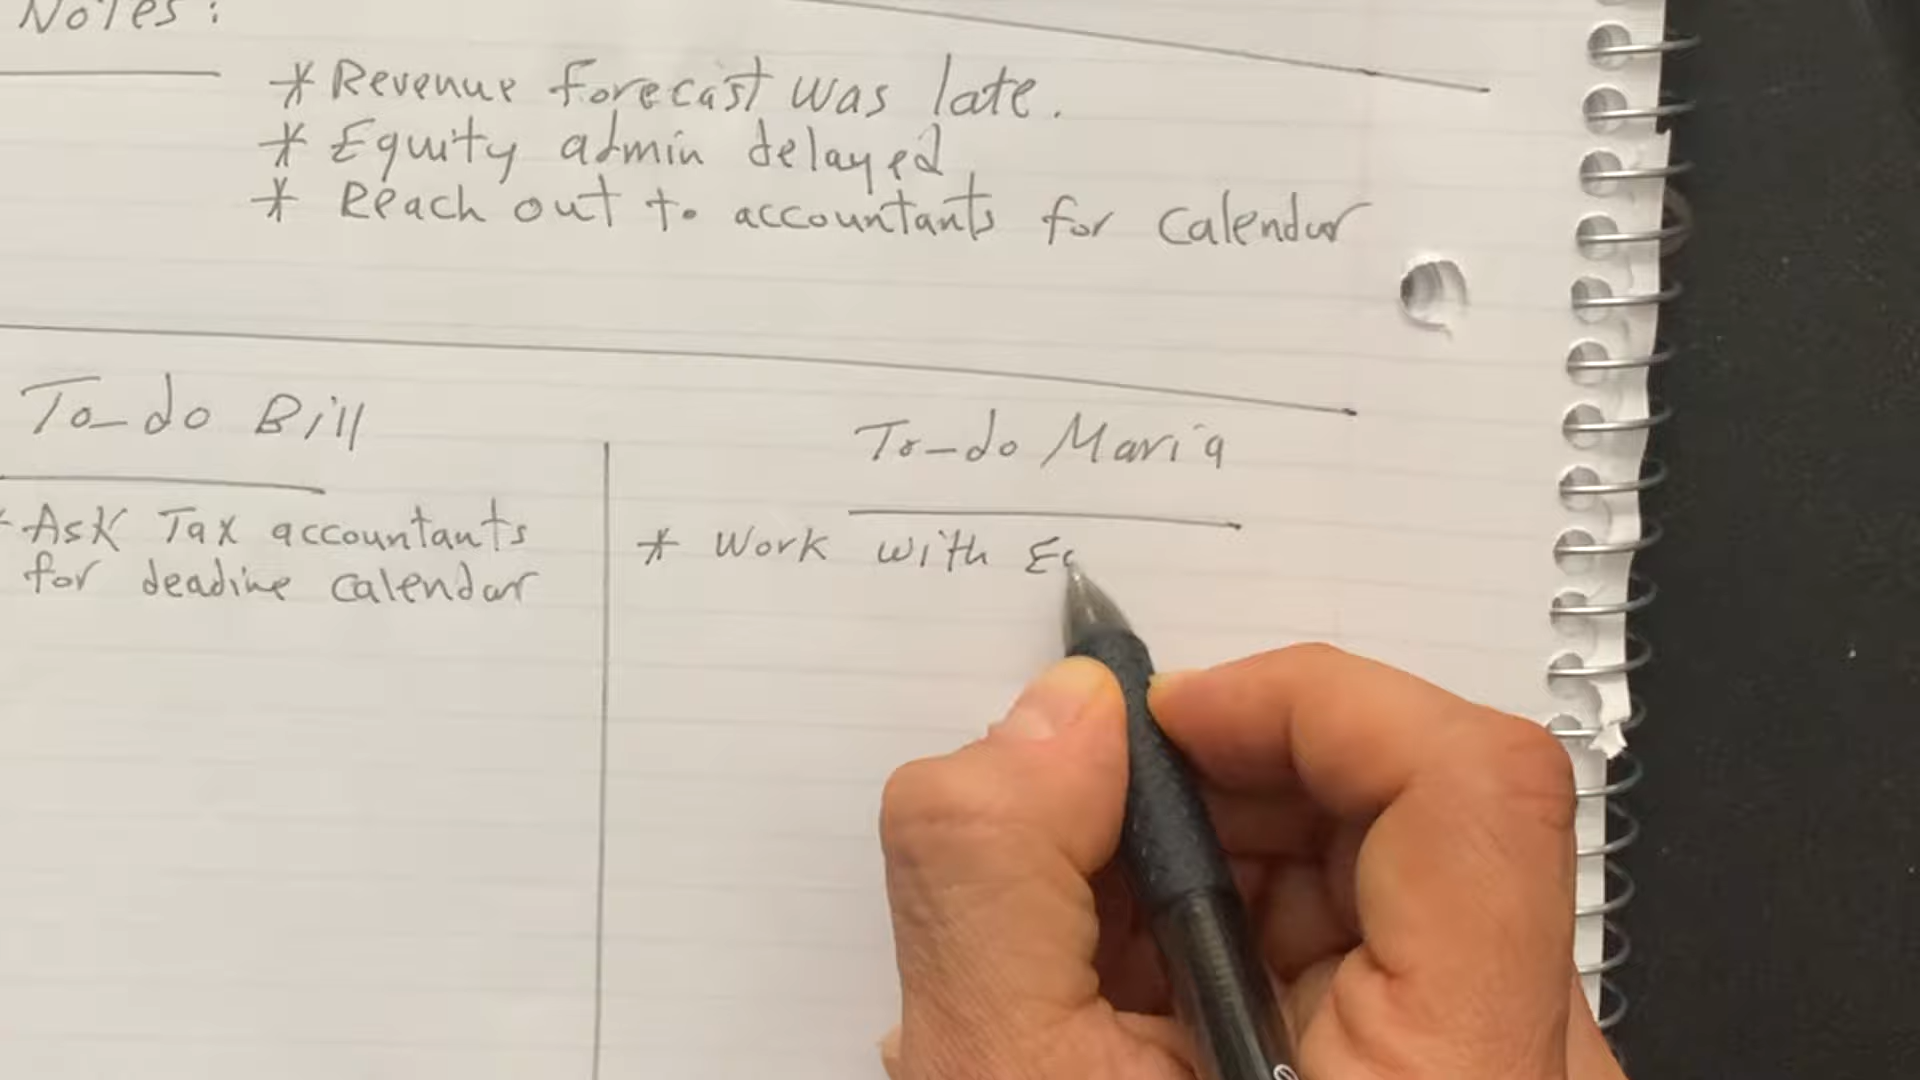 Notes:
* Revenue forecast was late.
* Equity admin delayed
* Reach out to accountants for Calendar
To-do Bill
To-do Maria
* Ask Tax accountants
for deadine calendar
* Work with